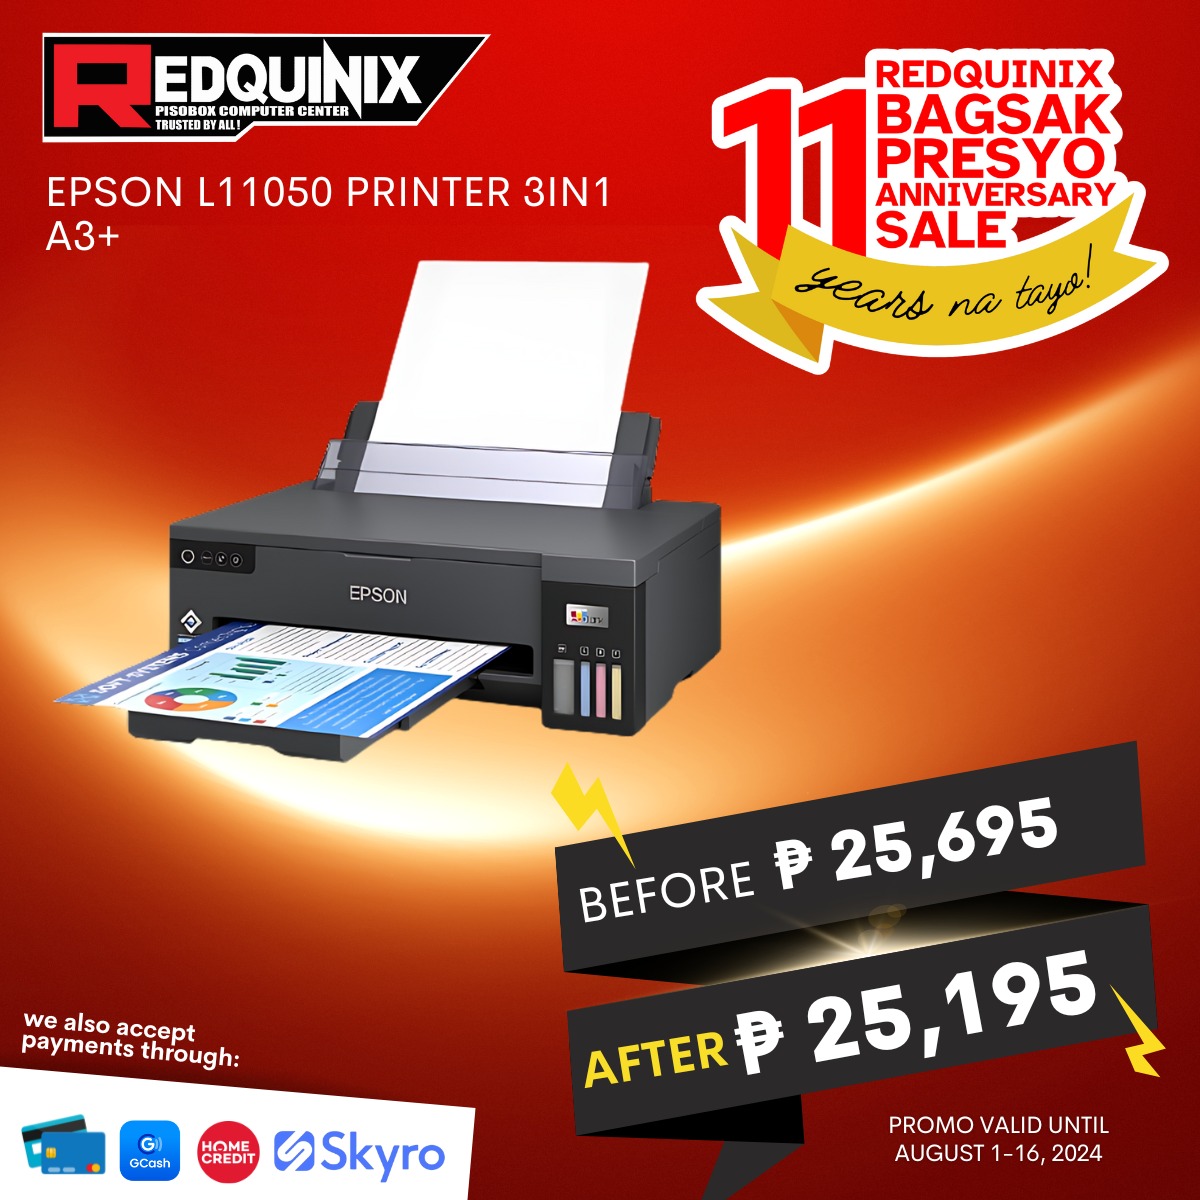 REDQUINIX
PISOBOX COMPUTER CENTER
TRUSTED BY ALL!
EPSON L11050 PRINTER 3IN1
A3+
11
REDQUINIX
BAGSAK
PRESYO
ANNIVERSARY
SALE
years na tayo!
EPSON
BEFORE ₱ 25,695
AFTER ₱ 25,195
we also accept
payments through:
G
GCash
HOME
CREDIT
Skyro
PROMO VALID UNTIL
AUGUST 1-16, 2024